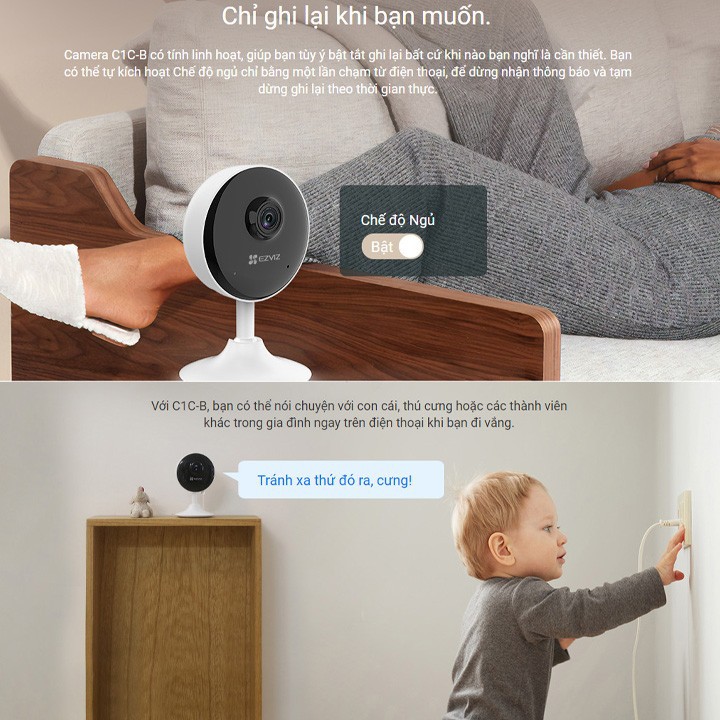 Chỉ ghi lại khi bạn muốn.
Camera C1C-B có tính linh hoạt, giúp bạn tùy ý bật tắt ghi lại bất cứ khi nào bạn nghĩ là cần thiết. Bạn
có thể tự kích hoạt Chế độ ngủ chỉ bằng một lần chạm từ điện thoại, để dừng nhận thông báo và tạm
dừng ghi lại theo thời gian thực.
Chế độ Ngủ
Bật
EZVIZ
Với C1C-B, bạn có thể nói chuyện với con cái, thú cưng hoặc các thành viên
khác trong gia đình ngay trên điện thoại khi bạn đi vắng.
EZVIZ
Tránh xa thứ đó ra, cưng!